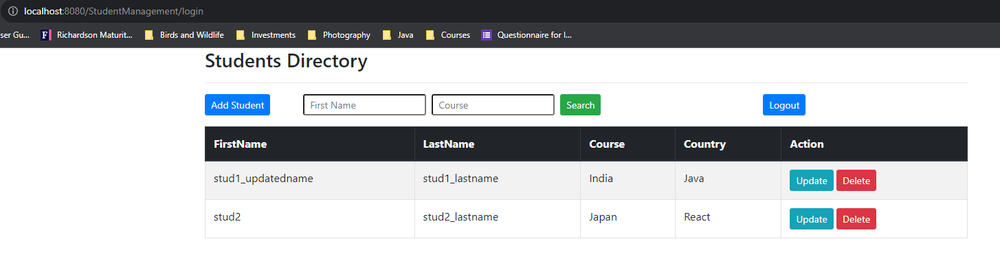 localhost:8080/StudentManagement/login
ser Gu... Richardson Maturit... Birds and Wildlife Investments Photography Java Courses Questionnaire for I...
Students Directory
Add Student First Name Course Search Logout
FirstName LastName Course Country Action
stud1_updatedname stud1_lastname India Java Update Delete
stud2 stud2_lastname Japan React Update Delete